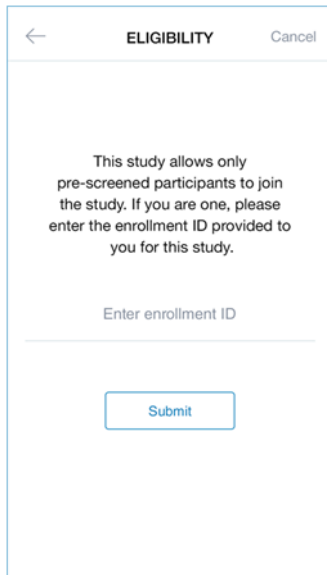 ELIGIBILITY
Cancel
This study allows only
pre-screened participants to join
the study. If you are one, please
enter the enrollment ID provided to
you for this study.
Enter enrollment ID
Submit